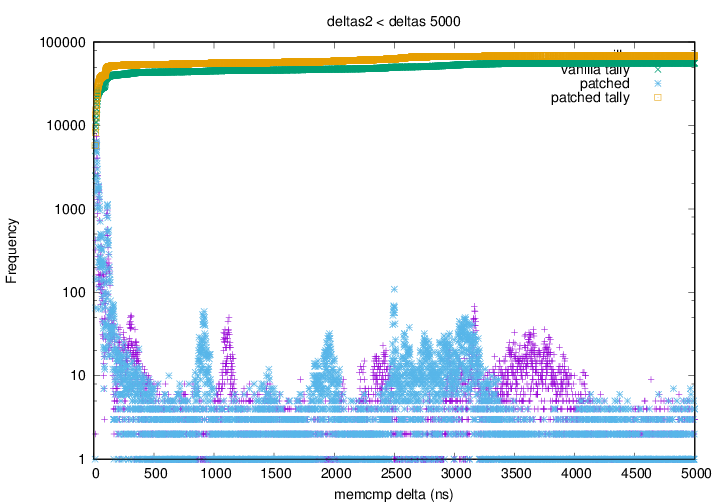 deltas2 < deltas 5000
100000
vanilla tally
patched
patched tally
10000
1000
100
10
1
Frequency
0 500 1000 1500 2000 2500 3000 3500 4000 4500 5000
memcmp delta (ns)